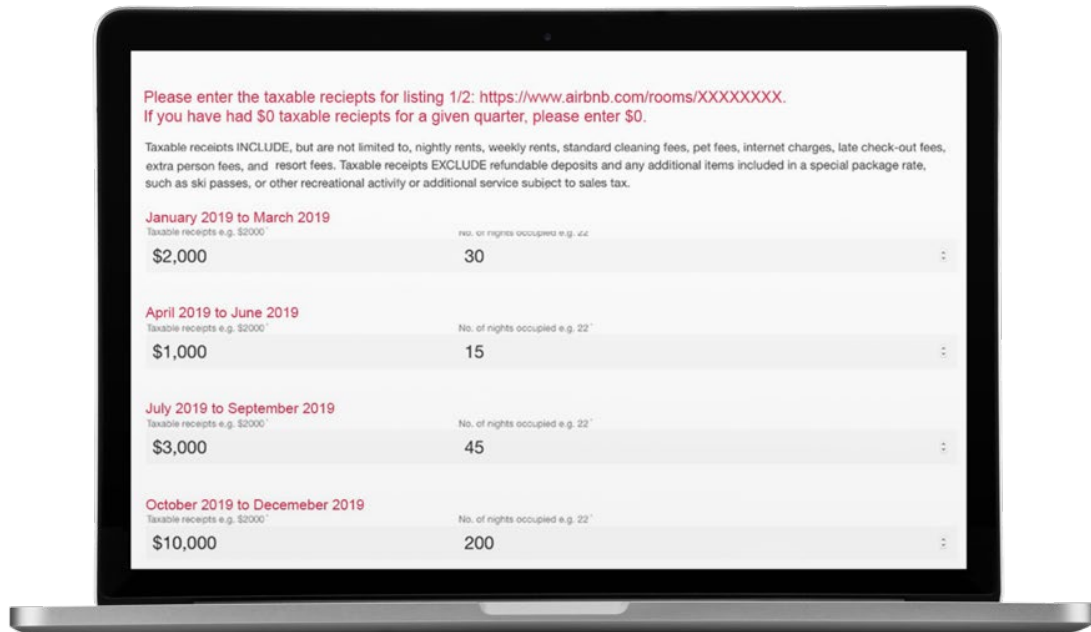 Please enter the taxable reciepts for listing 1/2: https://www.airbnb.com/rooms/XXXXXXXX.
If you have had $0 taxable reciepts for a given quarter, please enter $0.
Taxable receipts INCLUDE, but are not limited to, nightly rents, weekly rents, standard cleaning fees, pet fees, internet charges, late check-out fees,
extra person fees, and resort fees. Taxable receipts EXCLUDE refundable deposits and any additional items included in a special package rate,
such as ski passes, or other recreational activity or additional service subject to sales tax.
January 2019 to March 2019
Taxable receipts e.g. $2000* No. of nights occupied e.g. 22
$2,000 30
April 2019 to June 2019
Taxable receipts e.g. $2000* No. of nights occupied e.g. 22*
$1,000 15
July 2019 to September 2019
Taxable receipts e.g. $2000* No. of nights occupied e.g. 22*
$3,000 45
October 2019 to Decemeber 2019
Taxable receipts e.g. $2000* No. of nights occupied e.g. 22*
$10,000 200